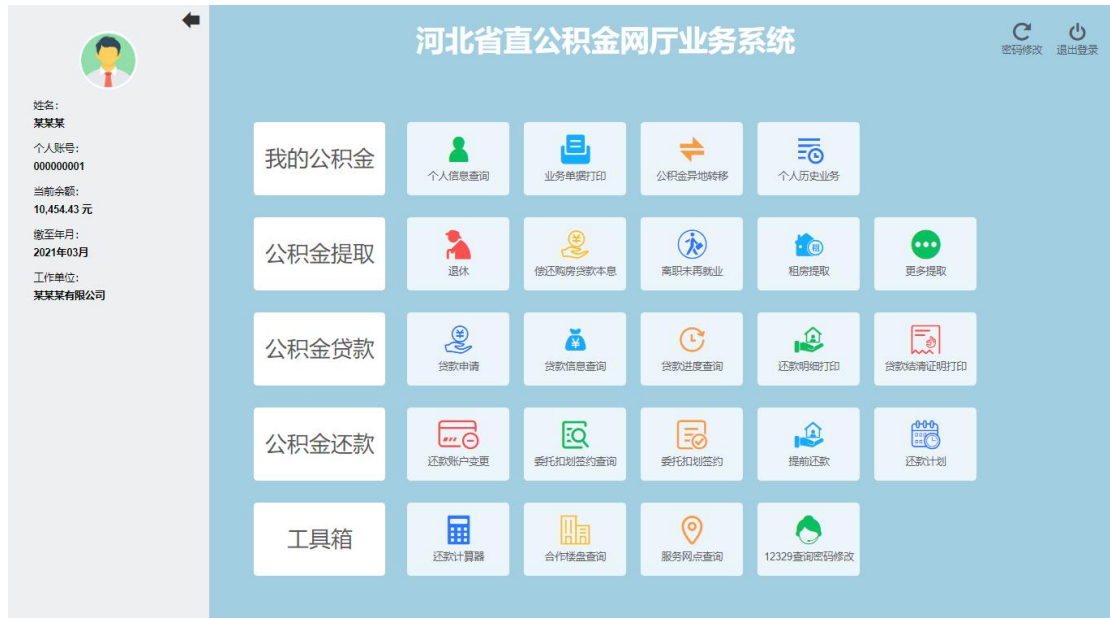 河北省直公积金网厅业务系统
密码修改
退出登录
姓名：
某某某
个人账号：
000000001
当前余额：
10,454.43 元
缴至年月：
2021年03月
工作单位：
某某某有限公司
我的公积金
个人信息查询
业务单据打印
公积金异地转移
个人历史业务
公积金提取
退休
偿还购房贷款本息
离职未再就业
租房提取
更多提取
公积金贷款
贷款申请
贷款信息查询
贷款进度查询
还款明细打印
贷款结清证明打印
公积金还款
还款账户变更
委托扣划签约查询
委托扣划签约
提前还款
还款计划
工具箱
还款计算器
合作楼盘查询
服务网点查询
12329查询密码修改